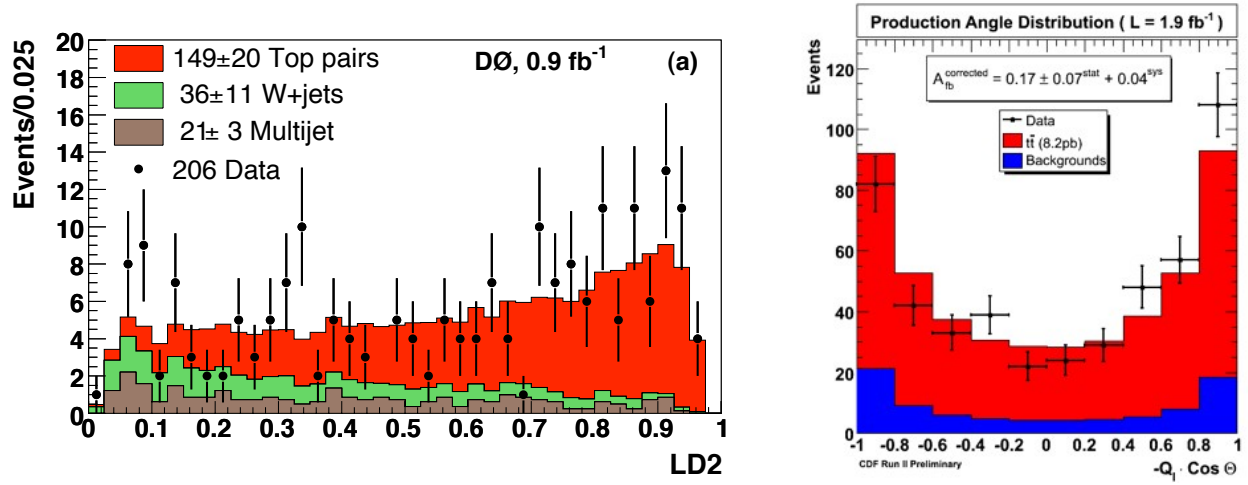 20
18
16
14
12
10
8
6
4
2
0
Events/0.025
149±20 Top pairs
36±11 W+jets
21± 3 Multijet
206 Data
DØ, 0.9 fb⁻¹
(a)
0 0.1 0.2 0.3 0.4 0.5 0.6 0.7 0.8 0.9 1
LD2
Production Angle Distribution ( L = 1.9 fb⁻¹)
Events
120
100
80
60
40
20
0
A_fb^corrected = 0.17 ± 0.07^stat + 0.04^sys
Data
tt̄ (8.2pb)
Backgrounds
-1 -0.8 -0.6 -0.4 -0.2 0 0.2 0.4 0.6 0.8 1
CDF Run II Preliminary
-Q_l · Cos Θ